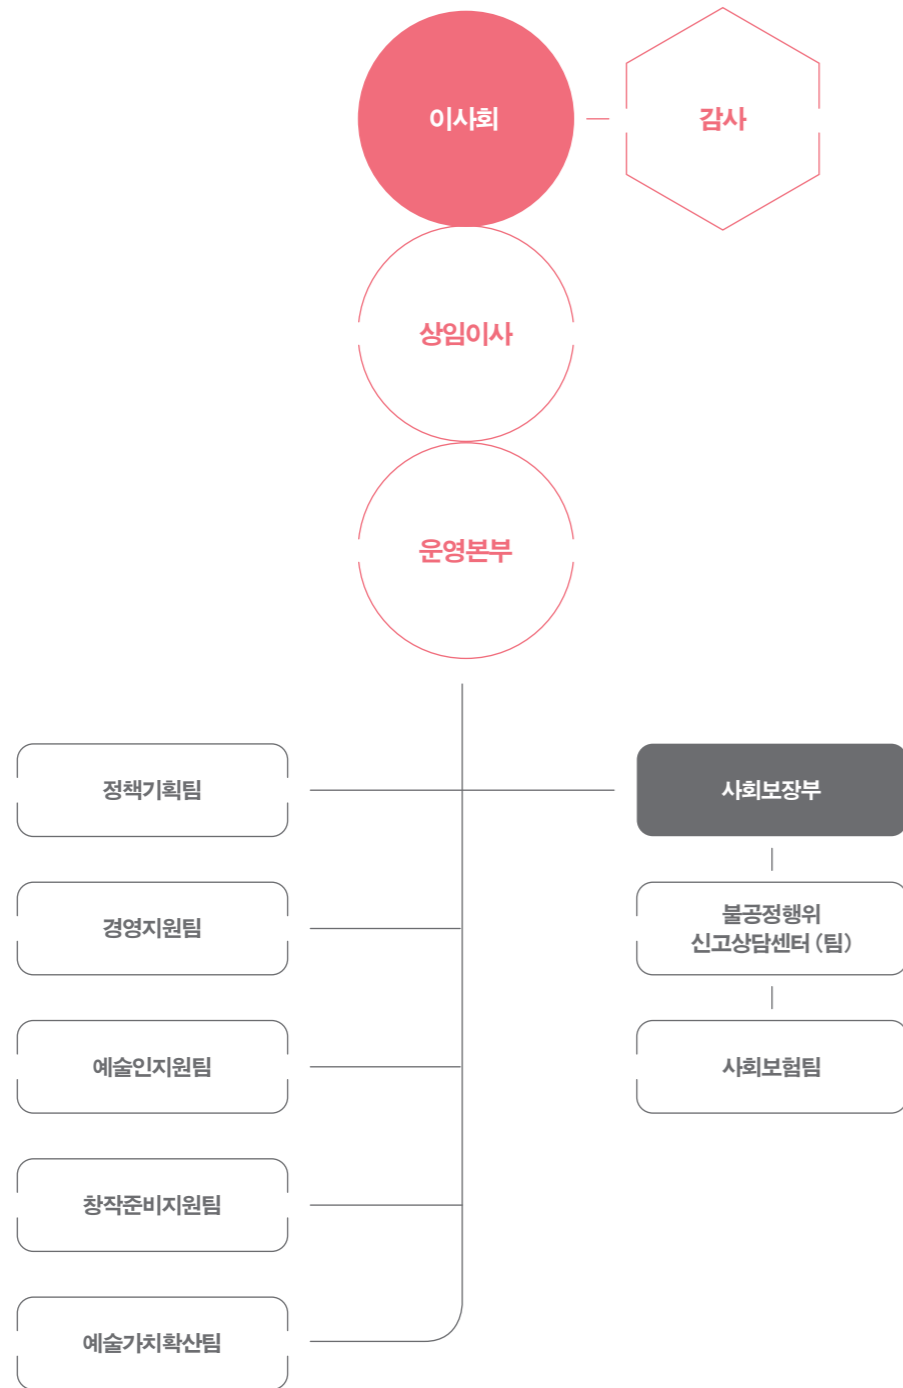 이사회
감사
상임이사
운영본부
정책기획팀
사회보장부
경영지원팀
불공정행위
신고상담센터 (팀)
예술인지원팀
사회보험팀
창작준비지원팀
예술가치확산팀